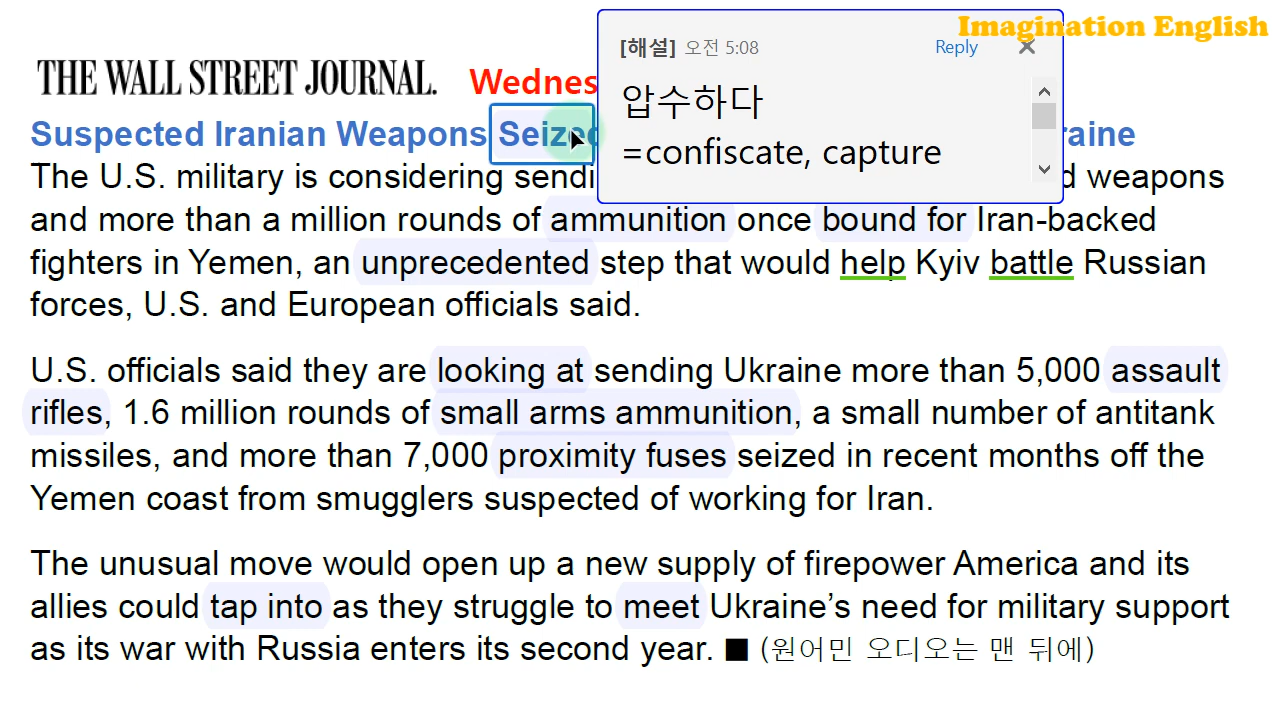 Imagination English
[해설] 오전 5:08 Reply
압수하다
=confiscate, capture
THE WALL STREET JOURNAL. Wednes
Suspected Iranian Weapons Seized raine
The U.S. military is considering sendi d weapons
and more than a million rounds of ammunition once bound for Iran-backed
fighters in Yemen, an unprecedented step that would help Kyiv battle Russian
forces, U.S. and European officials said.
U.S. officials said they are looking at sending Ukraine more than 5,000 assault
rifles, 1.6 million rounds of small arms ammunition, a small number of antitank
missiles, and more than 7,000 proximity fuses seized in recent months off the
Yemen coast from smugglers suspected of working for Iran.
The unusual move would open up a new supply of firepower America and its
allies could tap into as they struggle to meet Ukraine’s need for military support
as its war with Russia enters its second year. ■ (원어민 오디오는 맨 뒤에)